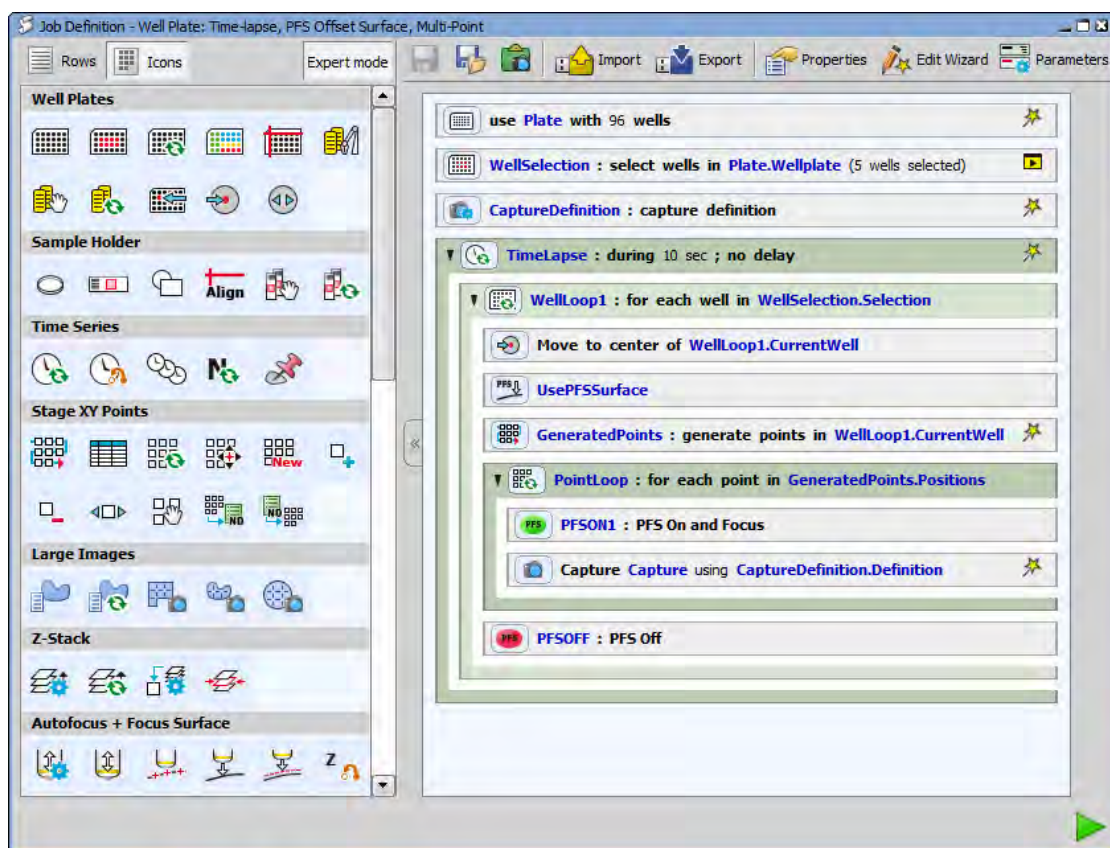 Job Definition - Well Plate: Time-lapse, PFS Offset Surface, Multi-Point
Rows Icons Expert mode Import Export Properties Edit Wizard Parameters
Well Plates
Sample Holder
Align
Time Series
N
Stage XY Points
New
ND ND
Large Images
Z-Stack
Autofocus + Focus Surface
Z
«
use Plate with 96 wells
WellSelection : select wells in Plate.Wellplate (5 wells selected)
CaptureDefinition : capture definition
TimeLapse : during 10 sec ; no delay
WellLoop1 : for each well in WellSelection.Selection
Move to center of WellLoop1.CurrentWell
PFS UsePFSSurface
GeneratedPoints : generate points in WellLoop1.CurrentWell
PointLoop : for each point in GeneratedPoints.Positions
PFS PFSON1 : PFS On and Focus
Capture Capture using CaptureDefinition.Definition
PFS PFSOFF : PFS Off